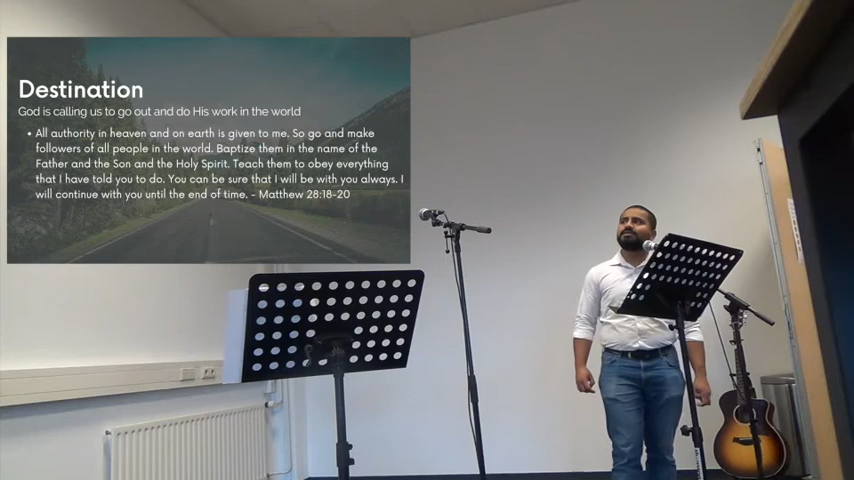 Destination
God is calling us to go out and do His work in the world
• All authority in heaven and on earth is given to me. So go and make
followers of all people in the world. Baptize them in the name of the
Father and the Son and the Holy Spirit. Teach them to obey everything
that I have told you to do. You can be sure that I will be with you always. I
will continue with you until the end of time. - Matthew 28:18-20